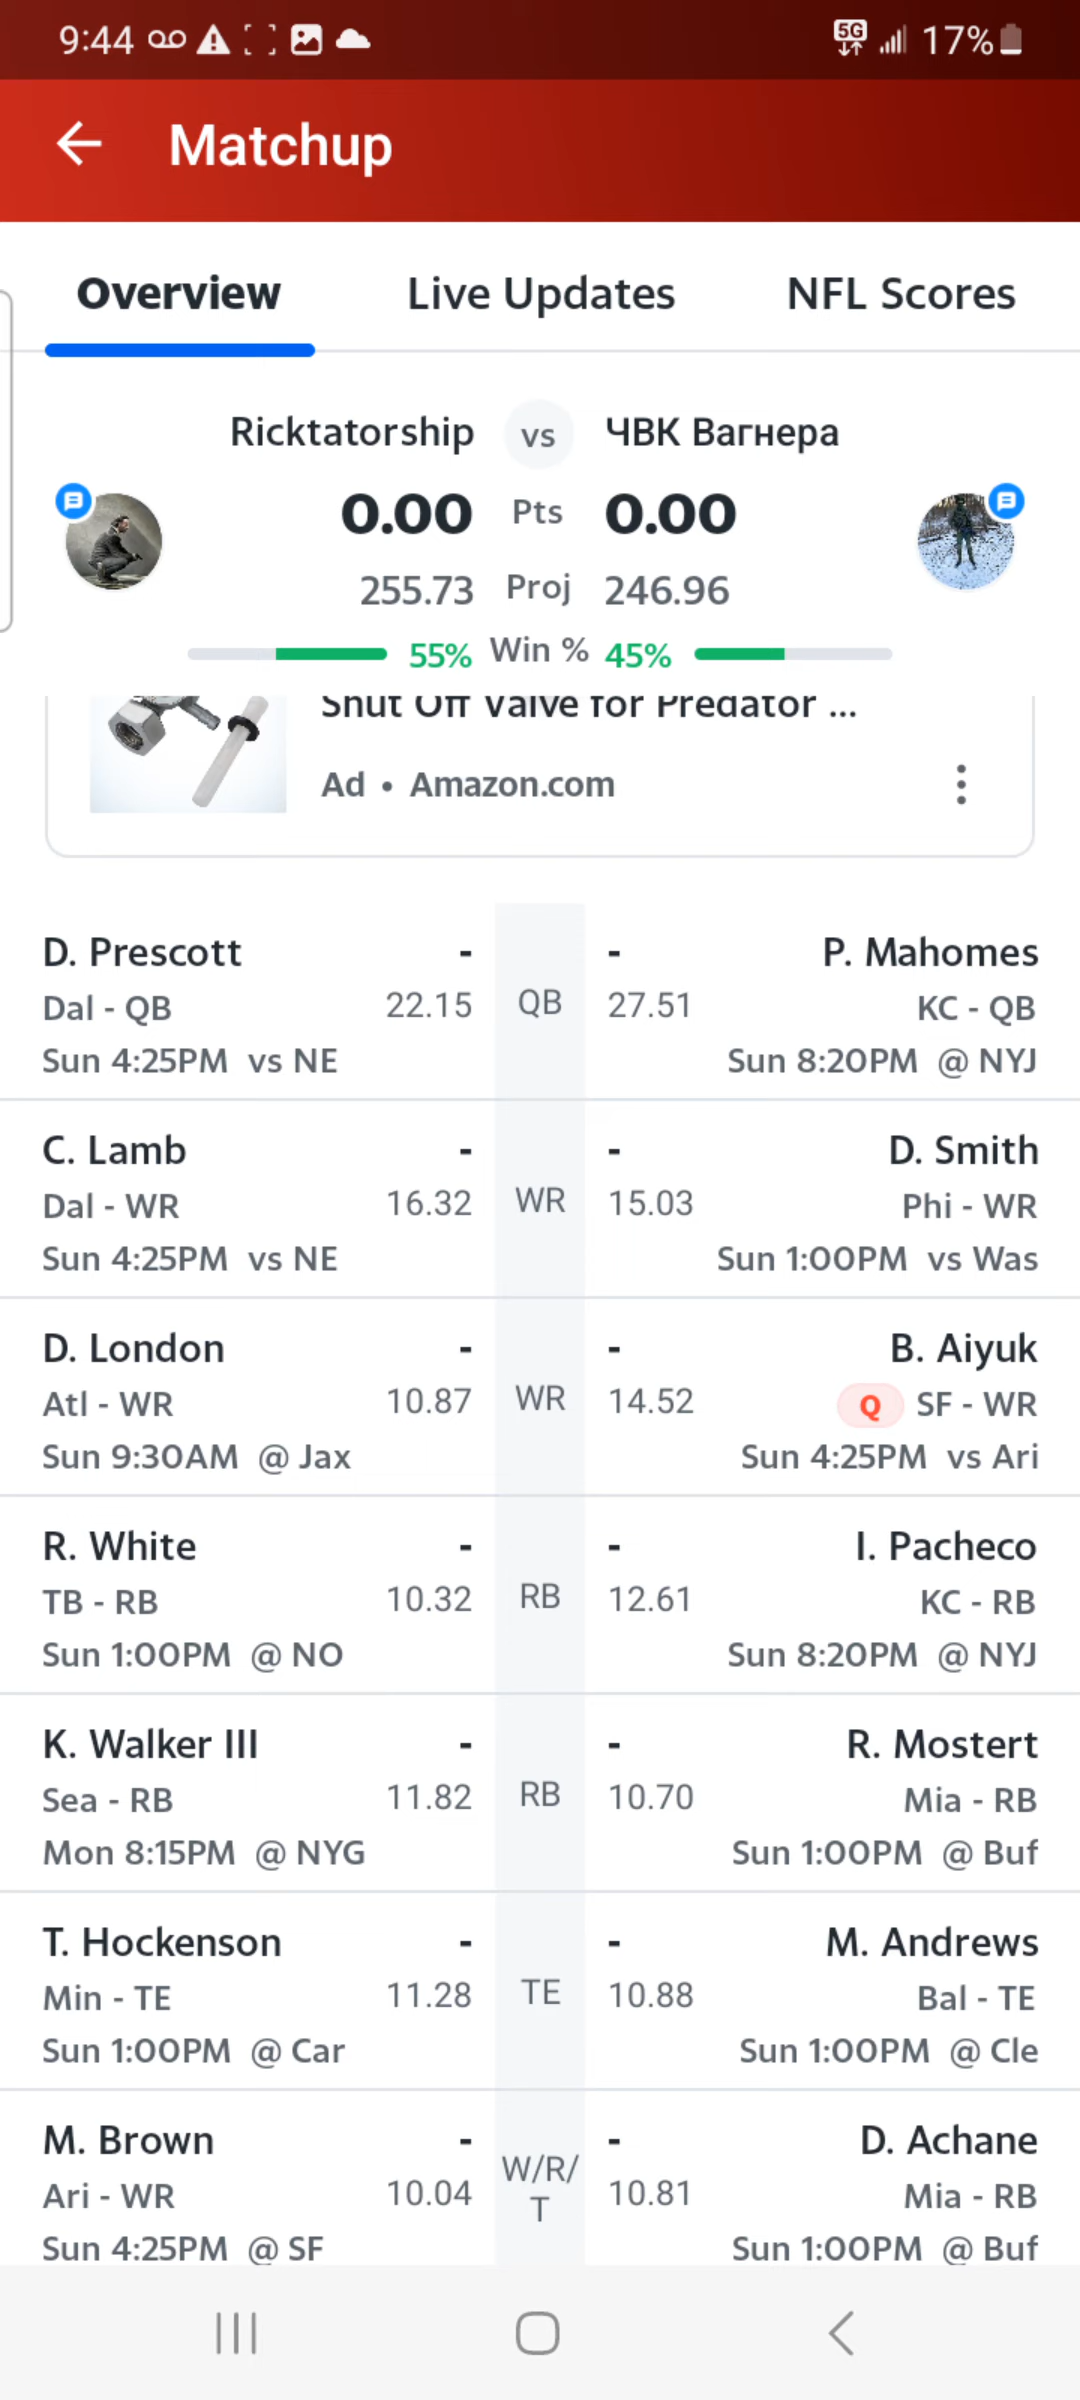 9:44 5G 17%
Matchup
Overview Live Updates NFL Scores
Ricktatorship vs ЧВК Вагнера
0.00 Pts 0.00
255.73 Proj 246.96
55% Win % 45%
Shut Off Valve for Predator ...
Ad • Amazon.com
D. Prescott - - P. Mahomes
Dal - QB 22.15 QB 27.51 KC - QB
Sun 4:25PM vs NE Sun 8:20PM @ NYJ
C. Lamb - - D. Smith
Dal - WR 16.32 WR 15.03 Phi - WR
Sun 4:25PM vs NE Sun 1:00PM vs Was
D. London - - B. Aiyuk
Atl - WR 10.87 WR 14.52 Q SF - WR
Sun 9:30AM @ Jax Sun 4:25PM vs Ari
R. White - - I. Pacheco
TB - RB 10.32 RB 12.61 KC - RB
Sun 1:00PM @ NO Sun 8:20PM @ NYJ
K. Walker III - - R. Mostert
Sea - RB 11.82 RB 10.70 Mia - RB
Mon 8:15PM @ NYG Sun 1:00PM @ Buf
T. Hockenson - - M. Andrews
Min - TE 11.28 TE 10.88 Bal - TE
Sun 1:00PM @ Car Sun 1:00PM @ Cle
M. Brown - - D. Achane
Ari - WR 10.04 W/R/T 10.81 Mia - RB
Sun 4:25PM @ SF Sun 1:00PM @ Buf